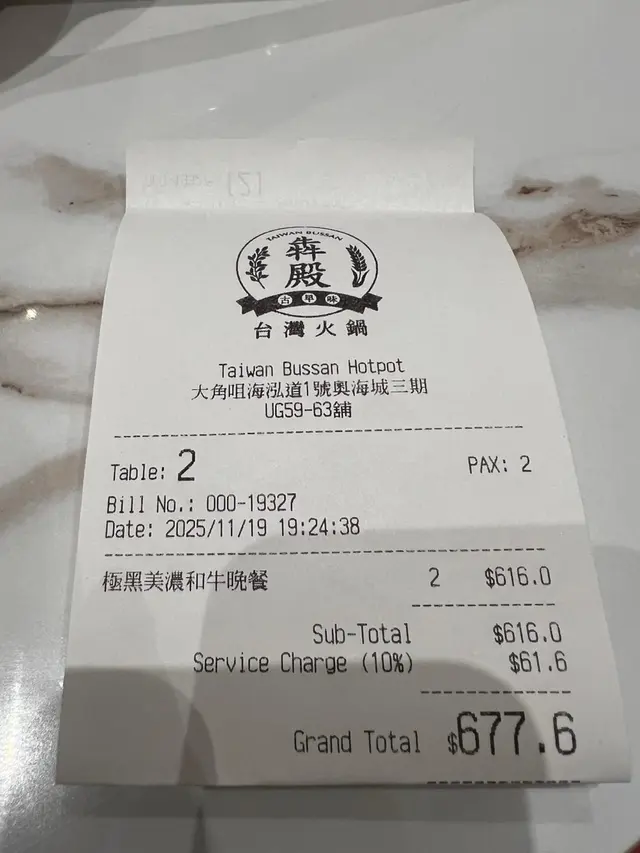 TAIWAN BUSSAN
犇
殿
古早味
台灣火鍋
Taiwan Bussan Hotpot
大角咀海泓道1號奧海城三期
UG59-63舖
Table: 2 PAX: 2
Bill No.: 000-19327
Date: 2025/11/19 19:24:38
極黑美濃和牛晚餐 2 $616.0
Sub-Total $616.0
Service Charge (10%) $61.6
Grand Total $677.6